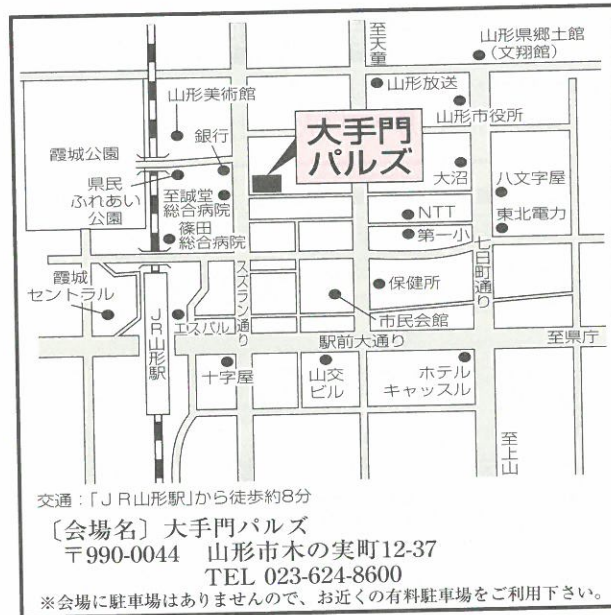 山形県郷土館
(文翔館)
至天童
山形放送
山形美術館
山形市役所
銀行
大手門
パルズ
霞城公園
県民
ふれあい
公園
至誠堂
総合病院
大沼
八文字屋
NTT
東北電力
篠田
総合病院
第一小
七日町通り
霞城
セントラル
スズラン通り
保健所
JR山形駅
エスパル
市民会館
駅前大通り
至県庁
十字屋
山交
ビル
ホテル
キャッスル
至上山
交通:「JR山形駅」から徒歩約8分
〔会場名〕大手門パルズ
〒990-0044 山形市木の実町12-37
TEL 023-624-8600
※会場に駐車場はありませんので、お近くの有料駐車場をご利用下さい。